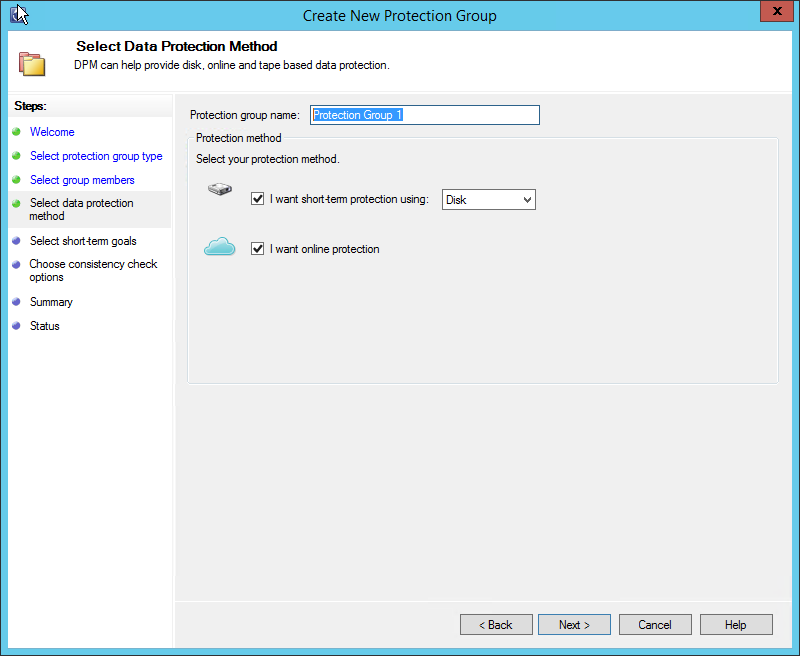 Create New Protection Group
x
Select Data Protection Method
DPM can help provide disk, online and tape based data protection.
Steps:
Welcome
Select protection group type
Select group members
Select data protection
method
Select short-term goals
Choose consistency check
options
Summary
Status
Protection group name: Protection Group 1
Protection method
Select your protection method.
I want short-term protection using: Disk
I want online protection
< Back Next > Cancel Help